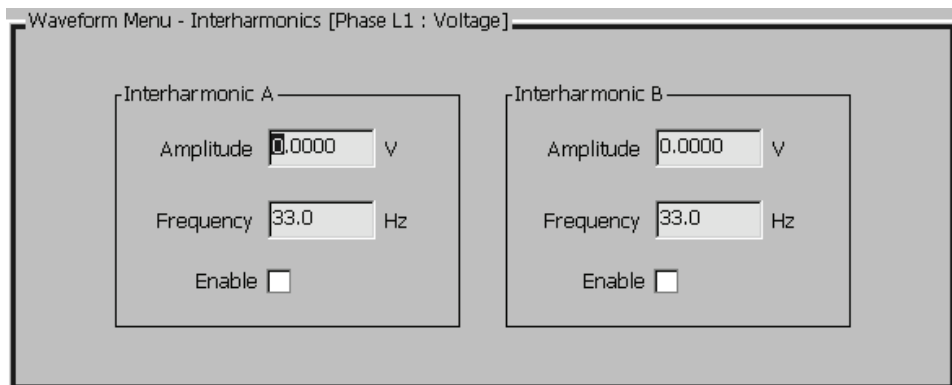 Waveform Menu - Interharmonics [Phase L1 : Voltage]
Interharmonic A
Amplitude 0.0000 V
Frequency 33.0 Hz
Enable
Interharmonic B
Amplitude 0.0000 V
Frequency 33.0 Hz
Enable